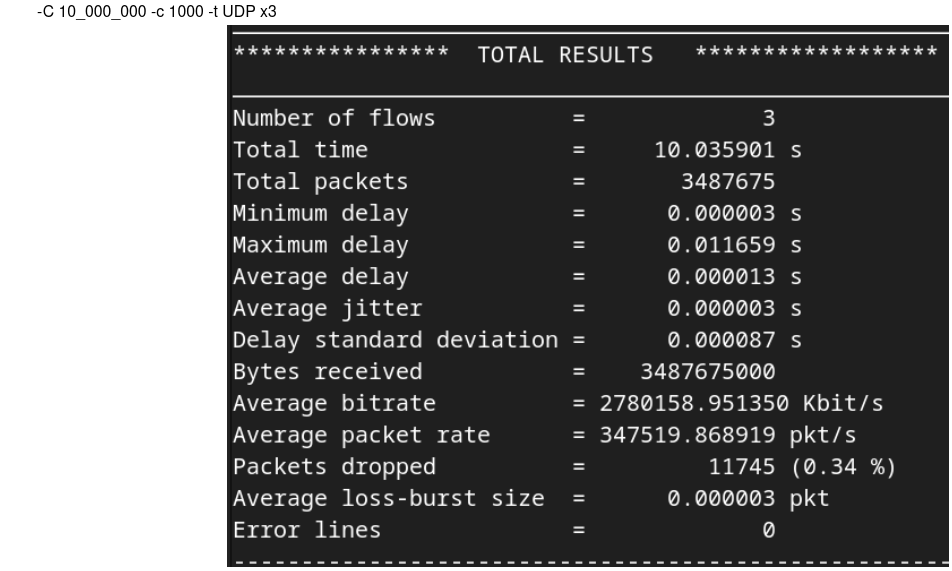 -C 10_000_000 -c 1000 -t UDP x3
**************** TOTAL RESULTS ******************
Number of flows = 3
Total time = 10.035901 s
Total packets = 3487675
Minimum delay = 0.000003 s
Maximum delay = 0.011659 s
Average delay = 0.000013 s
Average jitter = 0.000003 s
Delay standard deviation = 0.000087 s
Bytes received = 3487675000
Average bitrate = 2780158.951350 Kbit/s
Average packet rate = 347519.868919 pkt/s
Packets dropped = 11745 (0.34 %)
Average loss-burst size = 0.000003 pkt
Error lines = 0